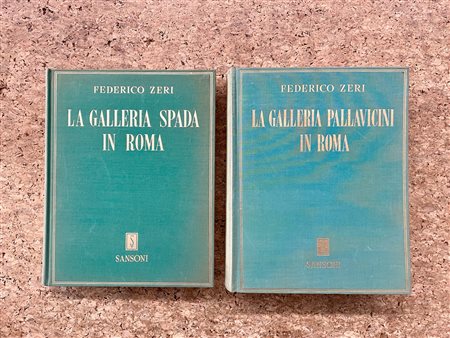 FEDERICO ZERI
LA GALLERIA SPADA
IN ROMA
S
SANSONI
FEDERICO ZERI
LA GALLERIA PALLAVICINI
IN ROMA
SANSONI